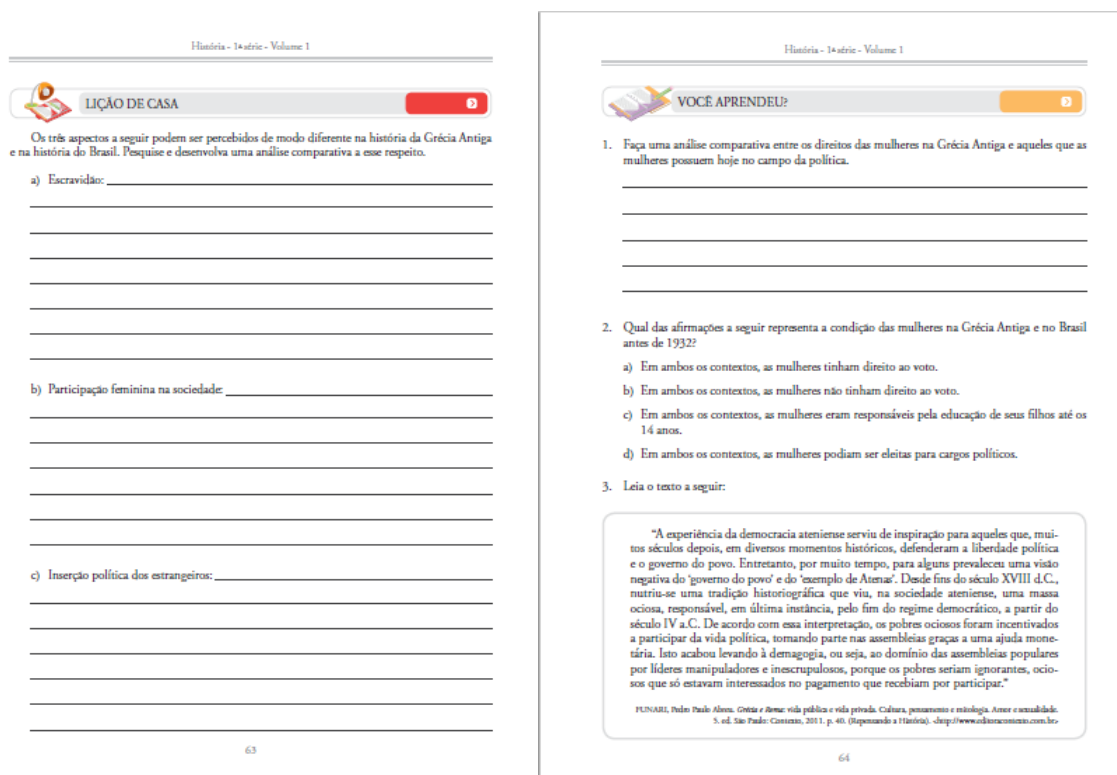 História - 1ª série - Volume 1
LIÇÃO DE CASA
Os três aspectos a seguir podem ser percebidos de modo diferente na história da Grécia Antiga
e na história do Brasil. Pesquise e desenvolva uma análise comparativa a esse respeito.
a) Escravidão:
b) Participação feminina na sociedade:
c) Inserção política dos estrangeiros:
63
História - 1ª série - Volume 1
VOCÊ APRENDEU?
1. Faça uma análise comparativa entre os direitos das mulheres na Grécia Antiga e aqueles que as
mulheres possuem hoje no campo da política.
2. Qual das afirmações a seguir representa a condição das mulheres na Grécia Antiga e no Brasil
antes de 1932?
a) Em ambos os contextos, as mulheres tinham direito ao voto.
b) Em ambos os contextos, as mulheres não tinham direito ao voto.
c) Em ambos os contextos, as mulheres eram responsáveis pela educação de seus filhos até os
14 anos.
d) Em ambos os contextos, as mulheres podiam ser eleitas para cargos políticos.
3. Leia o texto a seguir:
“A experiência da democracia ateniense serviu de inspiração para aqueles que, mui-
tos séculos depois, em diversos momentos históricos, defenderam a liberdade política
e o governo do povo. Entretanto, por muito tempo, para alguns prevaleceu uma visão
negativa do ‘governo do povo’ e do ‘exemplo de Atenas’. Desde fins do século XVIII d.C.,
nutriu-se uma tradição historiográfica que viu, na sociedade ateniense, uma massa
ociosa, responsável, em última instância, pelo fim do regime democrático, a partir do
século IV a.C. De acordo com essa interpretação, os pobres ociosos foram incentivados
a participar da vida política, tomando parte nas assembleias graças a uma ajuda mone-
tária. Isto acabou levando à demagogia, ou seja, ao domínio das assembleias populares
por líderes manipuladores e inescrupulosos, porque os pobres seriam ignorantes, ocio-
sos que só estavam interessados no pagamento que recebiam por participar.”
FUNARI, Pedro Paulo Abreu. Grécia e Roma: vida pública e vida privada. Cultura, pensamento e mitologia. Amor e sexualidade.
5. ed. São Paulo: Contexto, 2011. p. 40. (Repensando a História). <http://www.editoracontexto.com.br>
64